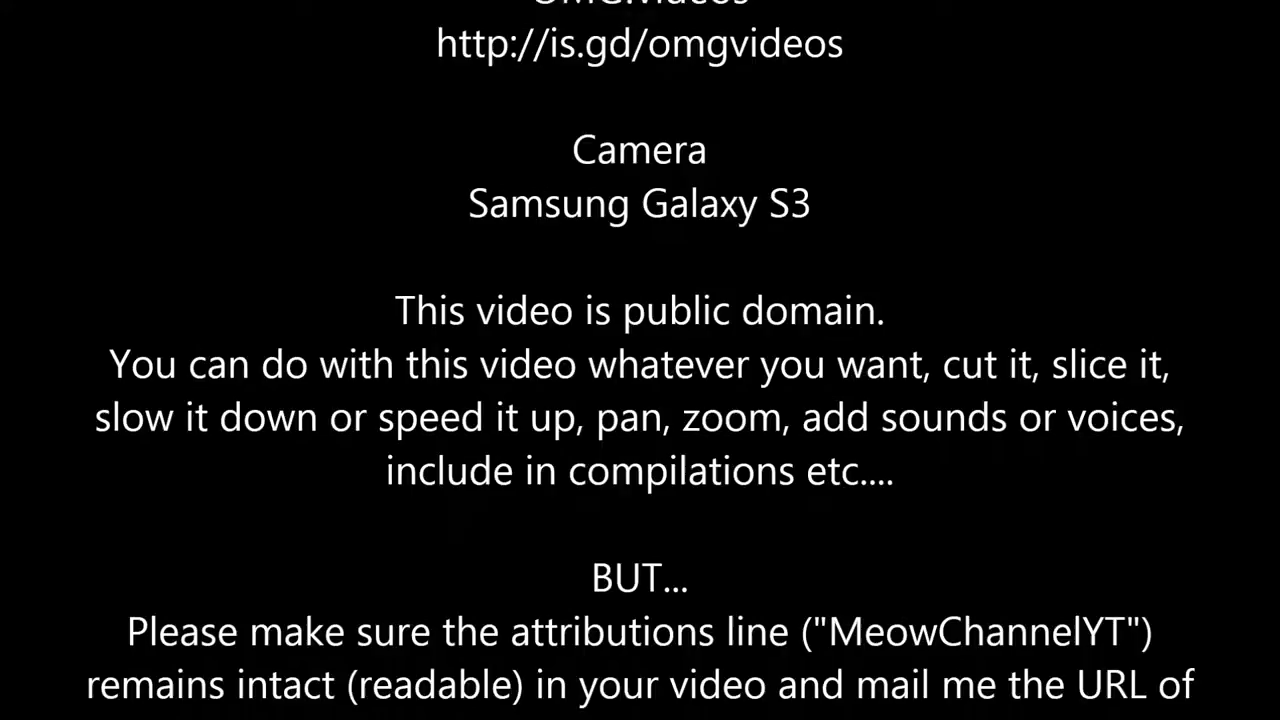 OMG!videos
http://is.gd/omgvideos
Camera
Samsung Galaxy S3
This video is public domain.
You can do with this video whatever you want, cut it, slice it,
slow it down or speed it up, pan, zoom, add sounds or voices,
include in compilations etc....
BUT...
Please make sure the attributions line ("MeowChannelYT")
remains intact (readable) in your video and mail me the URL of